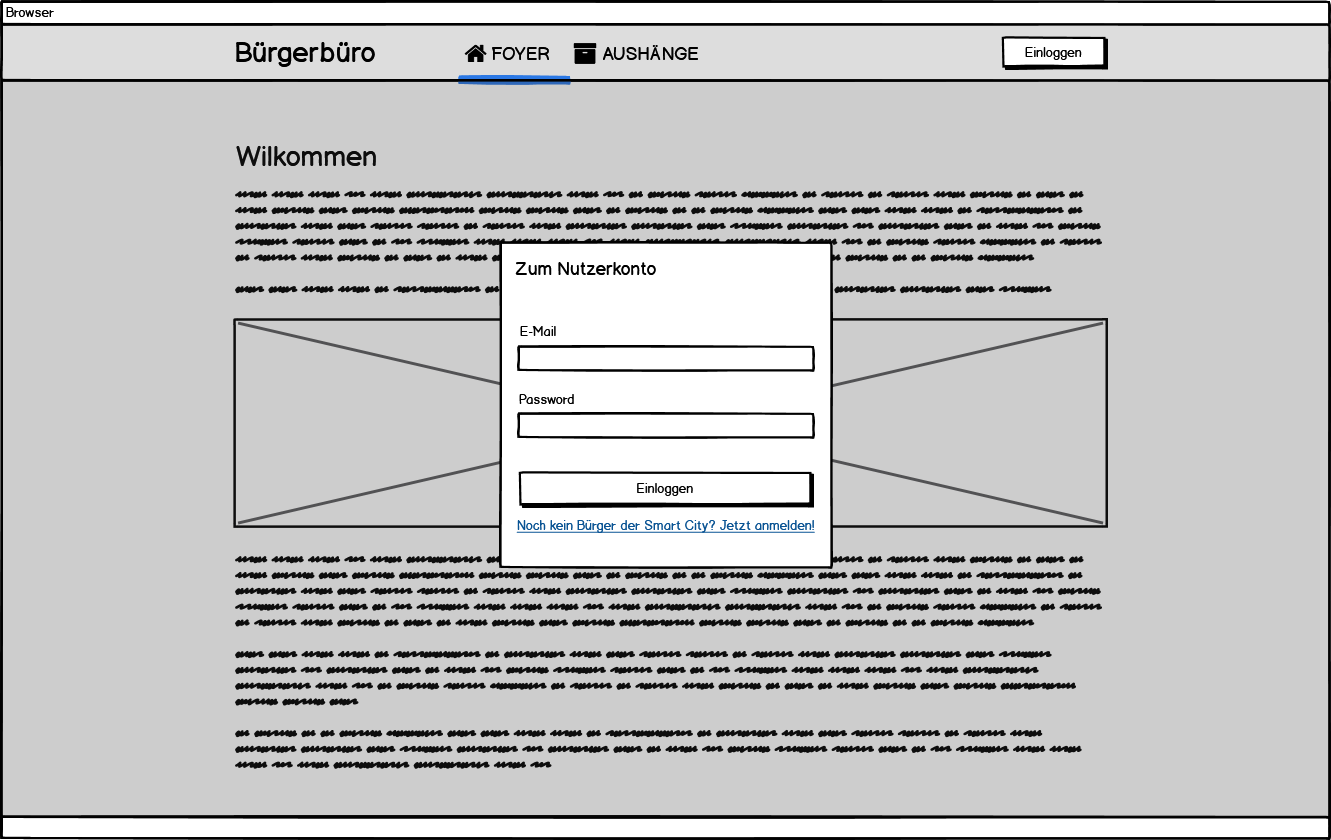 Browser
Bürgerbüro
FOYER
AUSHÄNGE
Einloggen
Wilkommen
Zum Nutzerkonto
E-Mail
Password
Einloggen
Noch kein Bürger der Smart City? Jetzt anmelden!